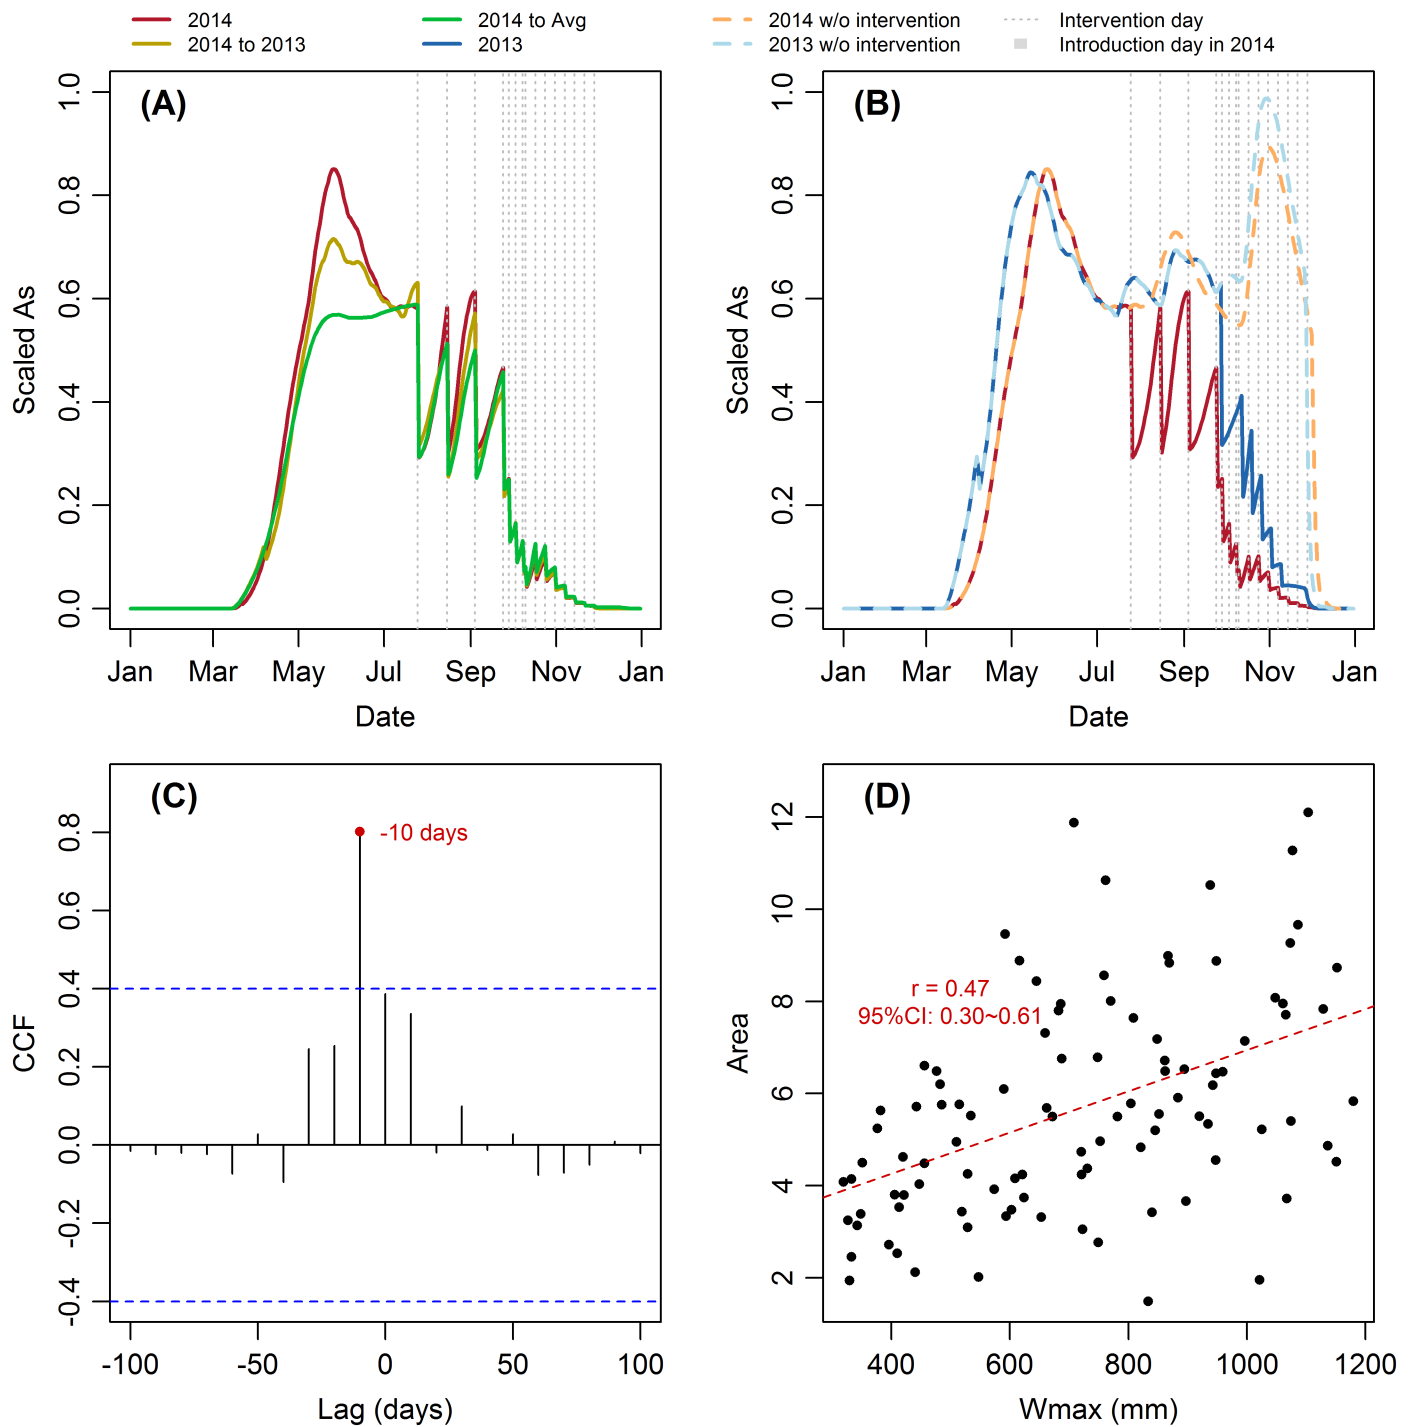 2014
2014 to 2013
2014 to Avg
2013
2014 w/o intervention
2013 w/o intervention
Intervention day
Introduction day in 2014
(A)
Scaled As
0.0
0.2
0.4
0.6
0.8
1.0
Jan
Mar
May
Jul
Sep
Nov
Jan
Date
(B)
Scaled As
0.0
0.2
0.4
0.6
0.8
1.0
Jan
Mar
May
Jul
Sep
Nov
Jan
Date
(C)
-10 days
CCF
-0.4
-0.2
0.0
0.2
0.4
0.6
0.8
-100
-50
0
50
100
Lag (days)
(D)
r = 0.47
95%CI: 0.30~0.61
Area
2
4
6
8
10
12
400
600
800
1000
1200
Wmax (mm)